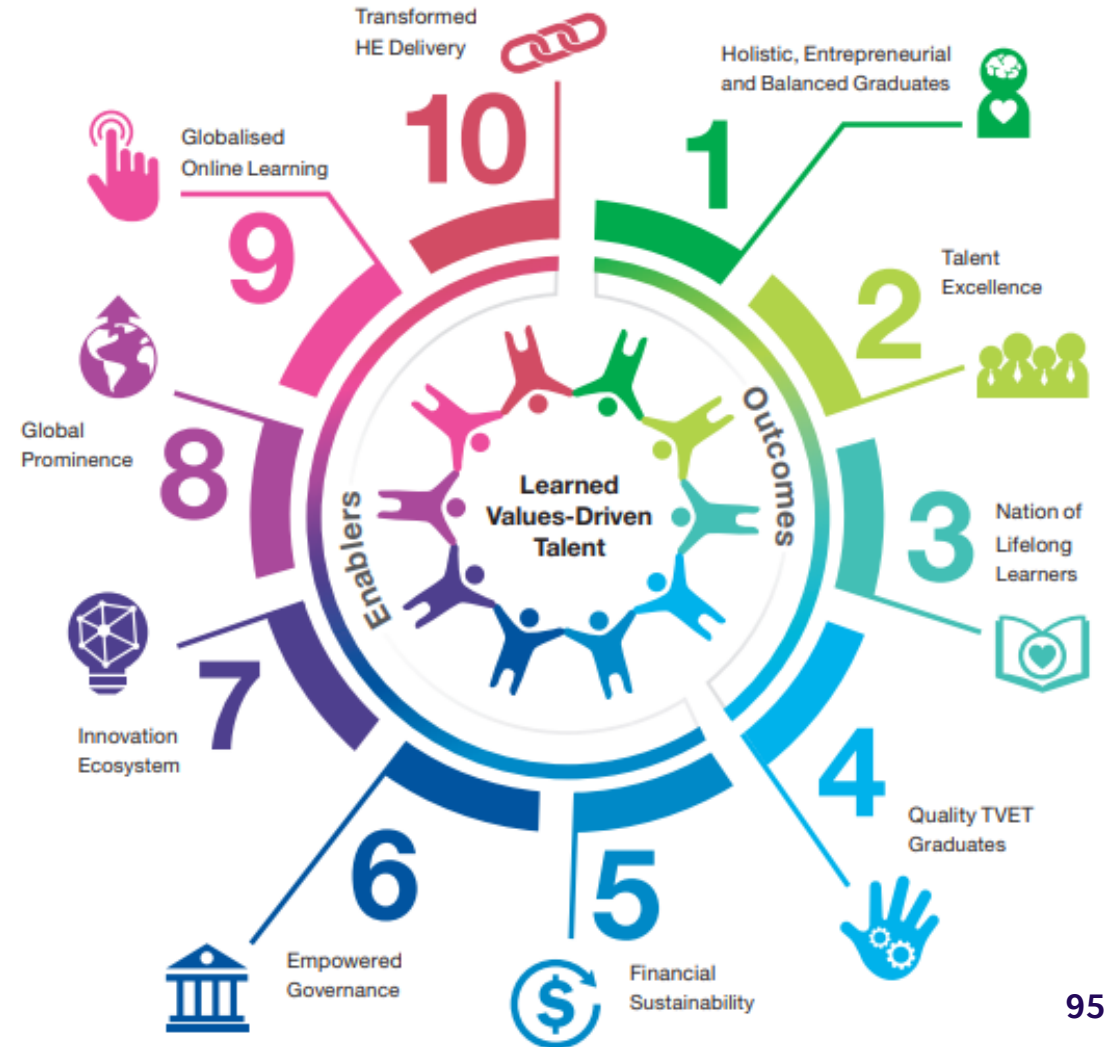 Transformed
HE Delivery
10
Holistic, Entrepreneurial
and Balanced Graduates
1
Talent
Excellence
2
Nation of
Lifelong
Learners
3
Quality TVET
Graduates
4
Financial
Sustainability
5
Empowered
Governance
6
Innovation
Ecosystem
7
Global
Prominence
8
Globalised
Online Learning
9
Outcomes
Enablers
Learned
Values-Driven
Talent
$
95